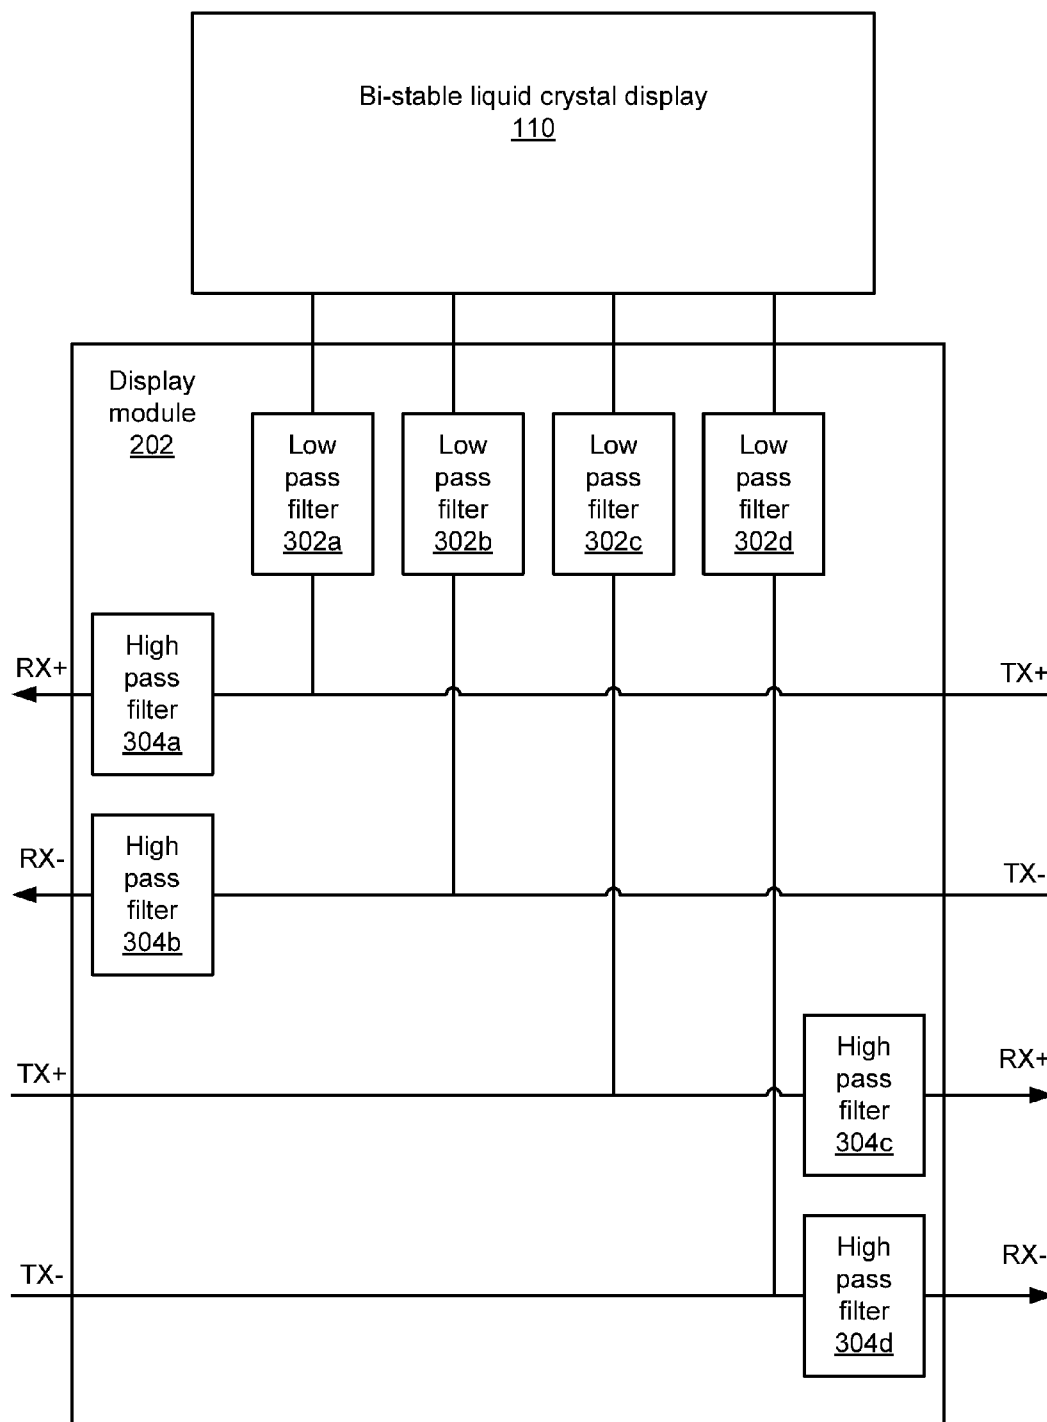 Bi-stable liquid crystal display
110
Display
module
202
Low
pass
filter
302a
Low
pass
filter
302b
Low
pass
filter
302c
Low
pass
filter
302d
RX+
High
pass
filter
304a
TX+
RX-
High
pass
filter
304b
TX-
TX+
High
pass
filter
304c
RX+
TX-
High
pass
filter
304d
RX-